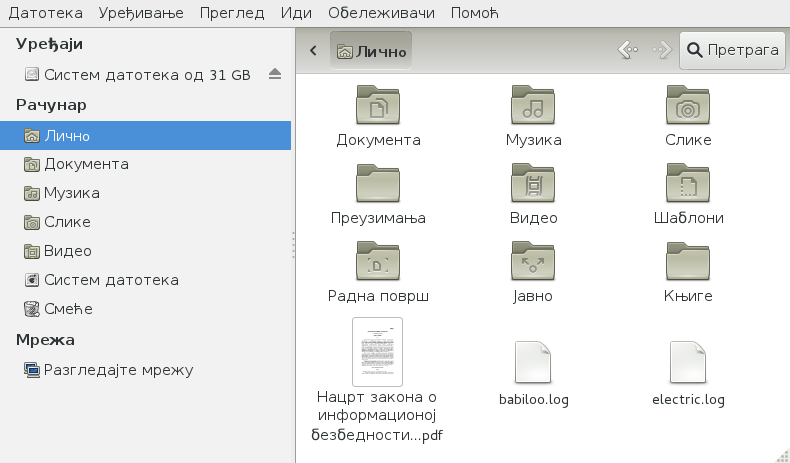 Датотека Уређивање Преглед Иди Обележивачи Помоћ
Уређаји
Систем датотека од 31 GB
Рачунар
Лично
Документа
Музика
Слике
Видео
Систем датотека
Смеће
Мрежа
Разгледајте мрежу
Лично
Претрага
Документа
Музика
Слике
Преузимања
Видео
Шаблони
Радна површ
Јавно
Књиге
Нацрт закона о
информационој
безбедности...pdf
babiloo.log
electric.log